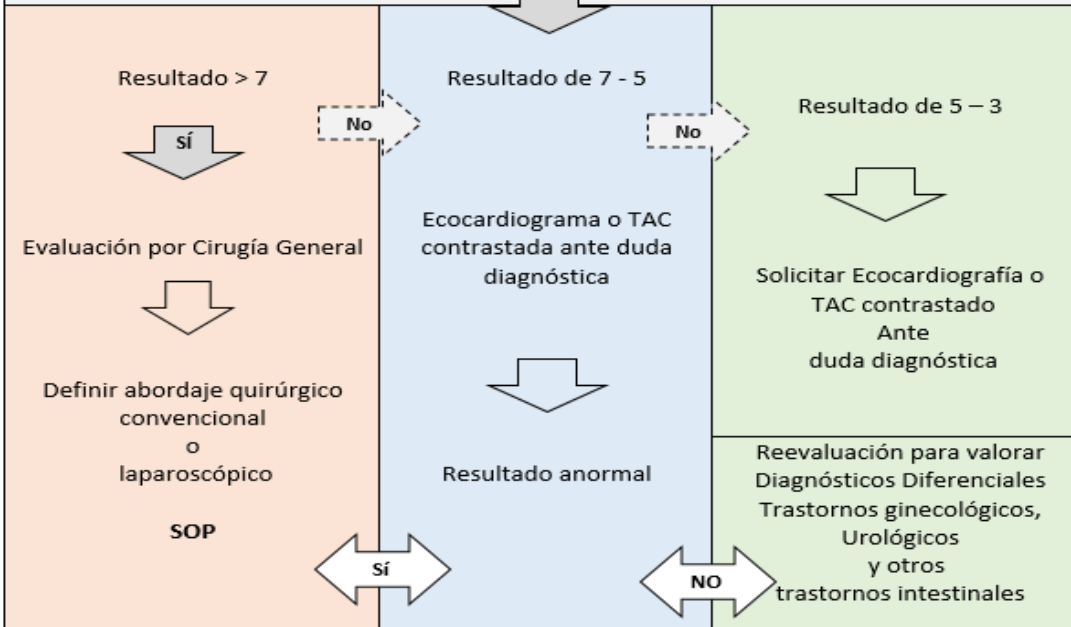 Resultado > 7
SÍ
Evaluación por Cirugía General
Definir abordaje quirúrgico
convencional
o
laparoscópico
SOP
No
Resultado de 7 - 5
Ecocardiograma o TAC
contrastada ante duda
diagnóstica
Resultado anormal
Sí
No
Resultado de 5 – 3
Solicitar Ecocardiografía o
TAC contrastado
Ante
duda diagnóstica
Reevaluación para valorar
Diagnósticos Diferenciales
Trastornos ginecológicos,
Urológicos
y otros
trastornos intestinales
NO